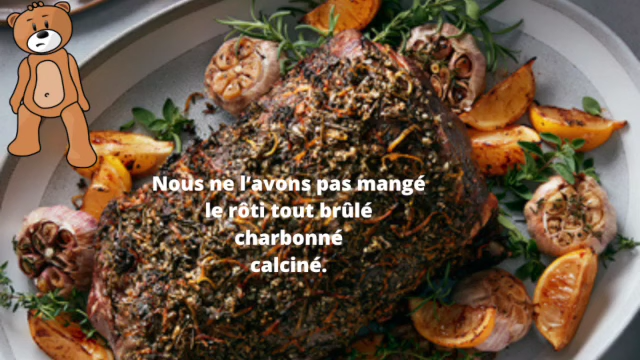 Nous ne l'avons pas mangé
le rôti tout brûlé
charbonné
calciné.